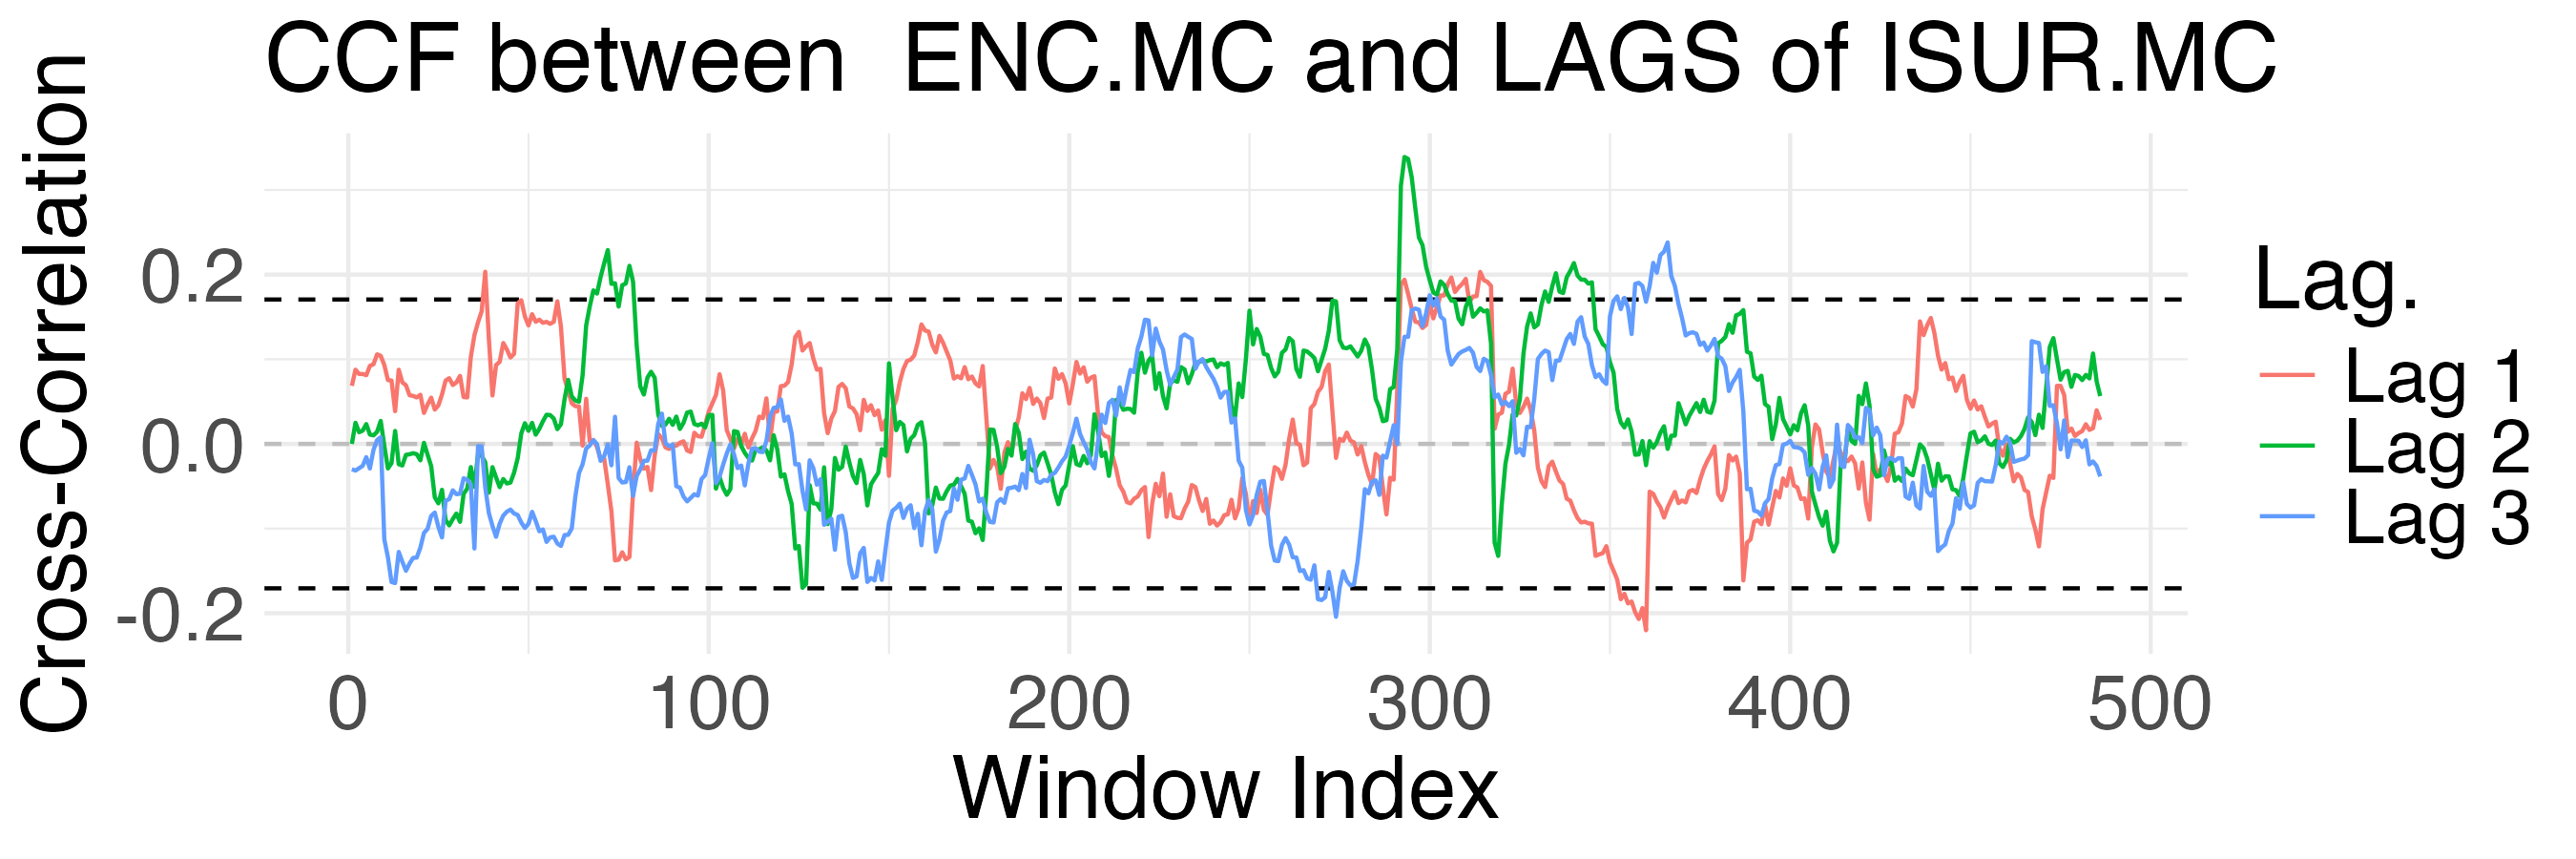 CCF between  ENC.MC and LAGS of ISUR.MC
Cross-Correlation
0.2
0.0
-0.2
0 100 200 300 400 500
Window Index
Lag.
Lag 1
Lag 2
Lag 3